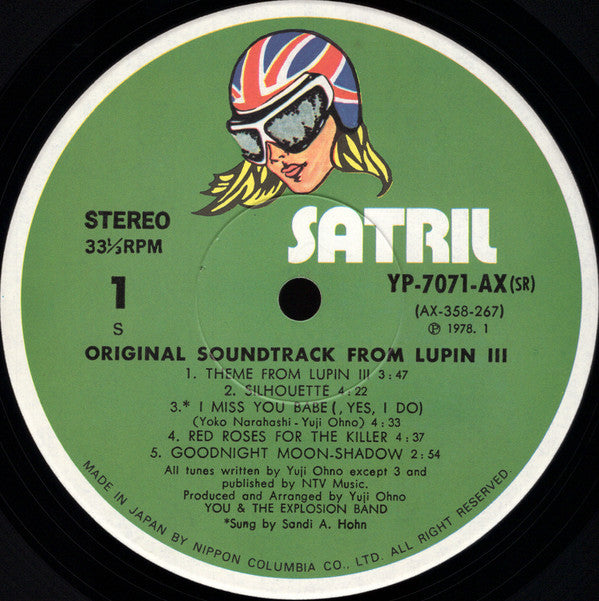 SATRIL
STEREO
33⅓RPM
1
S
YP-7071-AX(SR)
(AX-358-267)
Ⓟ 1978. 1
ORIGINAL SOUNDTRACK FROM LUPIN III
1. THEME FROM LUPIN III 3:47
2. SILHOUETTE 4:22
3.* I MISS YOU BABE(, YES, I DO)
(Yoko Narahashi-Yuji Ohno) 4:33
4. RED ROSES FOR THE KILLER 4:37
5. GOODNIGHT MOON-SHADOW 2:54
All tunes written by Yuji Ohno except 3 and
published by NTV Music.
Produced and Arranged by Yuji Ohno
YOU & THE EXPLOSION BAND
*Sung by Sandi A. Hohn
MADE IN JAPAN BY NIPPON COLUMBIA CO., LTD. ALL RIGHT RESERVED